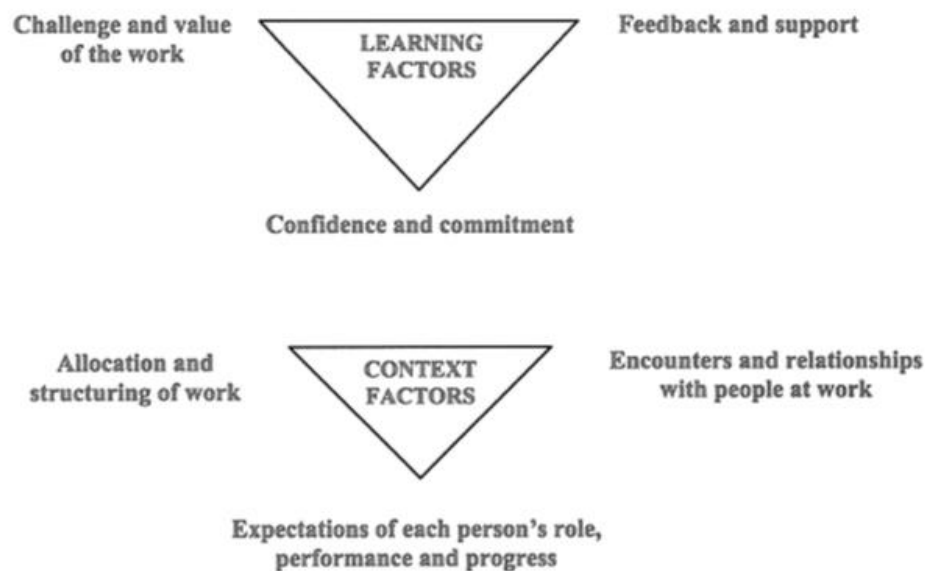 Challenge and value
of the work
LEARNING
FACTORS
Feedback and support
Confidence and commitment
Allocation and
structuring of work
CONTEXT
FACTORS
Encounters and relationships
with people at work
Expectations of each person's role,
performance and progress